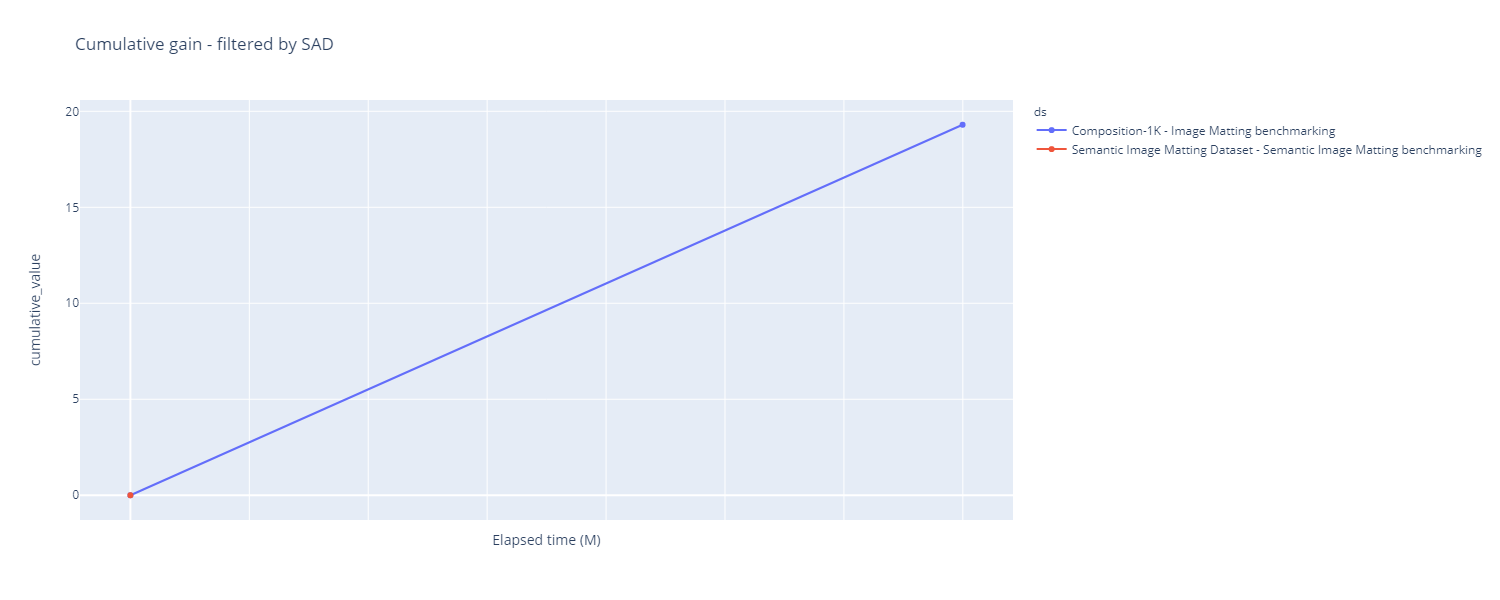 Cumulative gain - filtered by SAD
20
15
10
5
0
cumulative_value
Elapsed time (M)
ds
Composition-1K - Image Matting benchmarking
Semantic Image Matting Dataset - Semantic Image Matting benchmarking